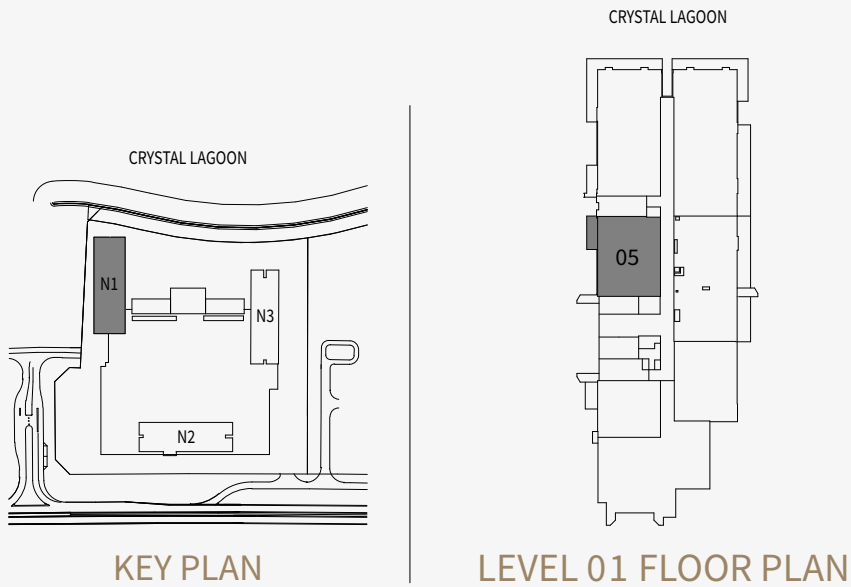 CRYSTAL LAGOON
N1
N3
N2
KEY PLAN
CRYSTAL LAGOON
05
LEVEL 01 FLOOR PLAN